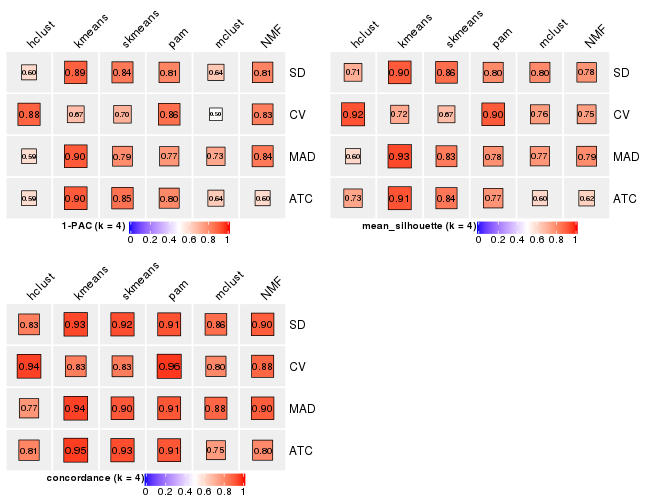 hclust kmeans skmeans pam mclust NMF
0.60 0.89 0.84 0.81 0.64 0.81 SD
0.88 0.67 0.70 0.86 0.50 0.83 CV
0.59 0.90 0.79 0.77 0.73 0.84 MAD
0.59 0.90 0.85 0.80 0.64 0.60 ATC
1-PAC (k = 4)
0 0.2 0.4 0.6 0.8 1
hclust kmeans skmeans pam mclust NMF
0.71 0.90 0.86 0.80 0.80 0.78 SD
0.92 0.72 0.67 0.90 0.76 0.75 CV
0.60 0.93 0.83 0.78 0.77 0.79 MAD
0.73 0.91 0.84 0.77 0.60 0.62 ATC
mean_silhouette (k = 4)
0 0.2 0.4 0.6 0.8 1
hclust kmeans skmeans pam mclust NMF
0.83 0.93 0.92 0.91 0.86 0.90 SD
0.94 0.83 0.83 0.96 0.80 0.88 CV
0.77 0.94 0.90 0.91 0.88 0.90 MAD
0.81 0.95 0.93 0.91 0.75 0.80 ATC
concordance (k = 4)
0 0.2 0.4 0.6 0.8 1